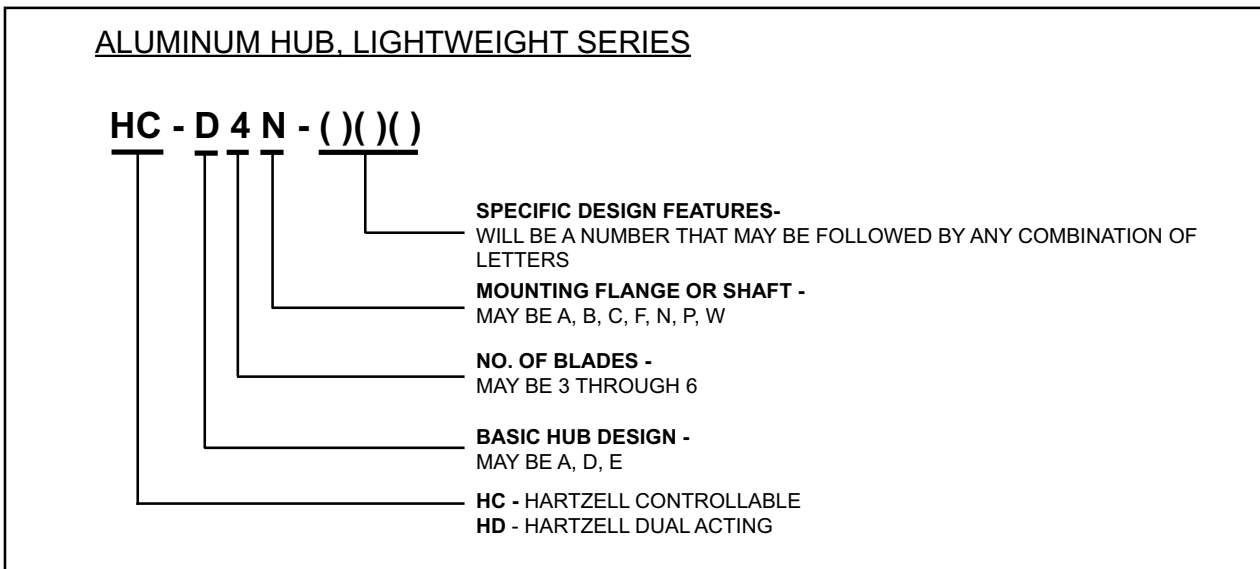 ALUMINUM HUB, LIGHTWEIGHT SERIES
HC - D 4 N - ( )( )( )
SPECIFIC DESIGN FEATURES-
WILL BE A NUMBER THAT MAY BE FOLLOWED BY ANY COMBINATION OF
LETTERS
MOUNTING FLANGE OR SHAFT -
MAY BE A, B, C, F, N, P, W
NO. OF BLADES -
MAY BE 3 THROUGH 6
BASIC HUB DESIGN -
MAY BE A, D, E
HC - HARTZELL CONTROLLABLE
HD - HARTZELL DUAL ACTING